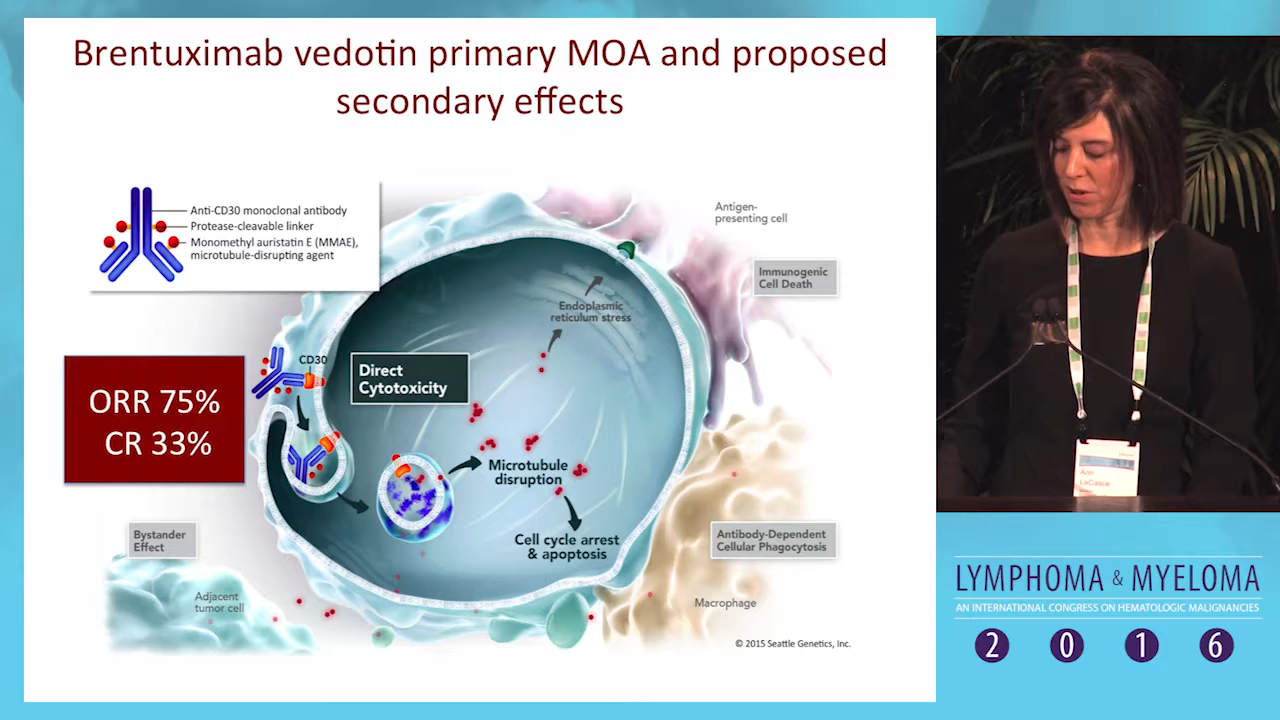 Brentuximab vedotin primary MOA and proposed
secondary effects
Anti-CD30 monoclonal antibody
Protease-cleavable linker
Monomethyl auristatin E (MMAE),
microtubule-disrupting agent
Antigen-
presenting cell
Immunogenic
Cell Death
Endoplasmic
reticulum stress
CD30
Direct
Cytotoxicity
ORR 75%
CR 33%
Microtubule
disruption
Cell cycle arrest
& apoptosis
Bystander
Effect
Antibody-Dependent
Cellular Phagocytosis
Adjacent
tumor cell
Macrophage
© 2015 Seattle Genetics, Inc.
Ann
LaCasce
LYMPHOMA & MYELOMA
AN INTERNATIONAL CONGRESS ON HEMATOLOGIC MALIGNANCIES
2 0 1 6